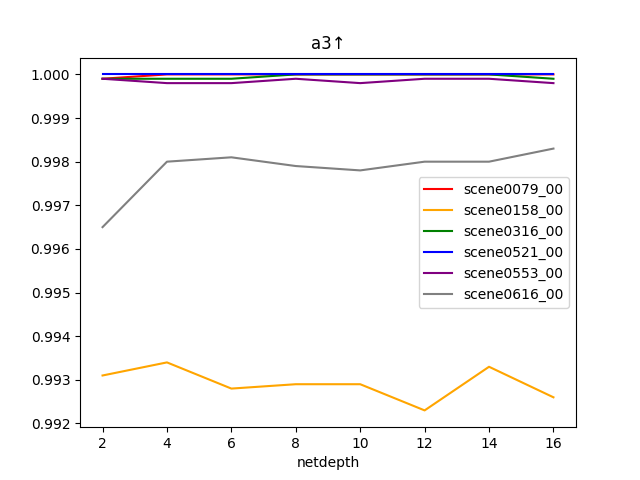 a3↑
1.000
0.999
0.998
0.997
0.996
0.995
0.994
0.993
0.992
scene0079_00
scene0158_00
scene0316_00
scene0521_00
scene0553_00
scene0616_00
2 4 6 8 10 12 14 16
netdepth